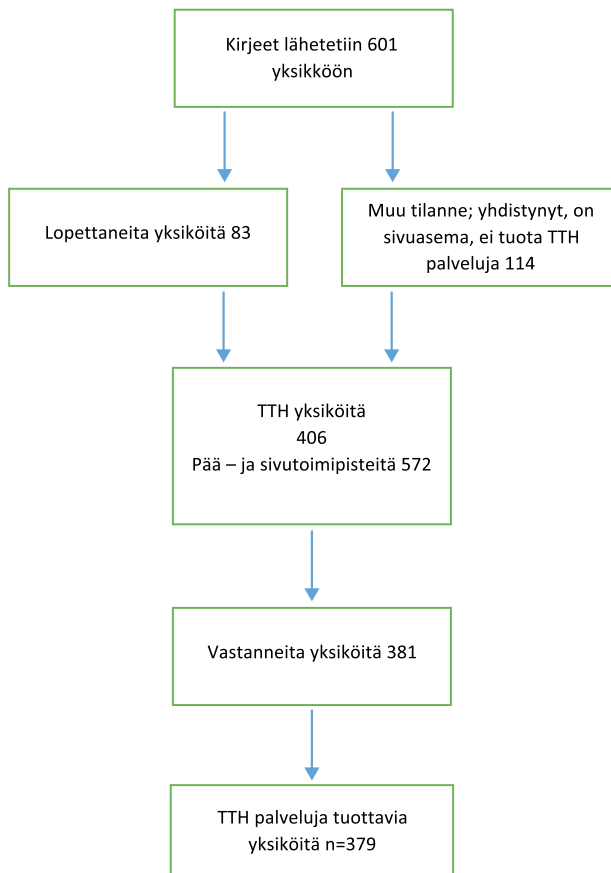 Kirjeet lähetetiin 601
yksikköön
Lopettaneita yksiköitä 83
Muu tilanne; yhdistynyt, on
sivuasema, ei tuota TTH
palveluja 114
TTH yksiköitä
406
Pää – ja sivutoimipisteitä 572
Vastanneita yksiköitä 381
TTH palveluja tuottavia
yksiköitä n=379